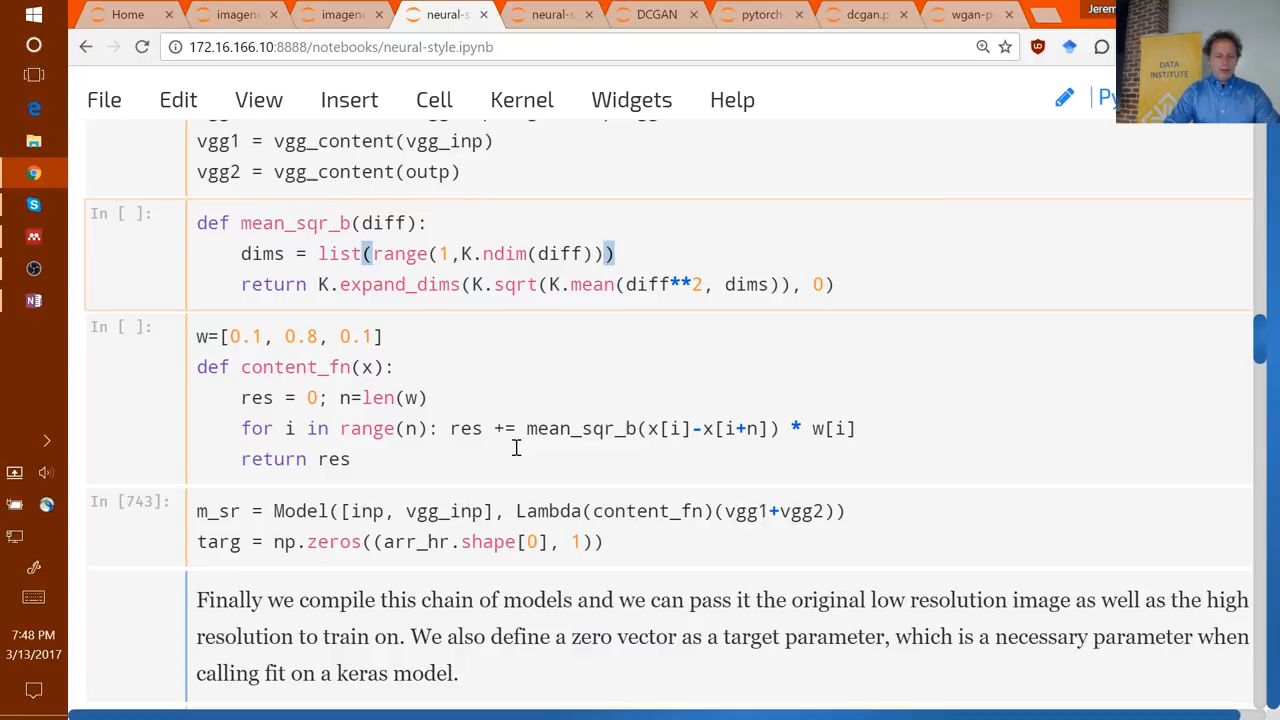 Home
imagene
imagene
neural-s
neural-s
DCGAN
pytorch
dcgan.p
wgan-p
Jerem
172.16.166.10:8888/notebooks/neural-style.ipynb
DATA
INSTITUTE
File Edit View Insert Cell Kernel Widgets Help
vgg1 = vgg_content(vgg_inp)
vgg2 = vgg_content(outp)
In [ ]:
def mean_sqr_b(diff):
dims = list(range(1,K.ndim(diff)))
return K.expand_dims(K.sqrt(K.mean(diff**2, dims)), 0)
In [ ]:
w=[0.1, 0.8, 0.1]
def content_fn(x):
res = 0; n=len(w)
for i in range(n): res += mean_sqr_b(x[i]-x[i+n]) * w[i]
return res
In [743]:
m_sr = Model([inp, vgg_inp], Lambda(content_fn)(vgg1+vgg2))
targ = np.zeros((arr_hr.shape[0], 1))
Finally we compile this chain of models and we can pass it the original low resolution image as well as the high
resolution to train on. We also define a zero vector as a target parameter, which is a necessary parameter when
calling fit on a keras model.
7:48 PM
3/13/2017